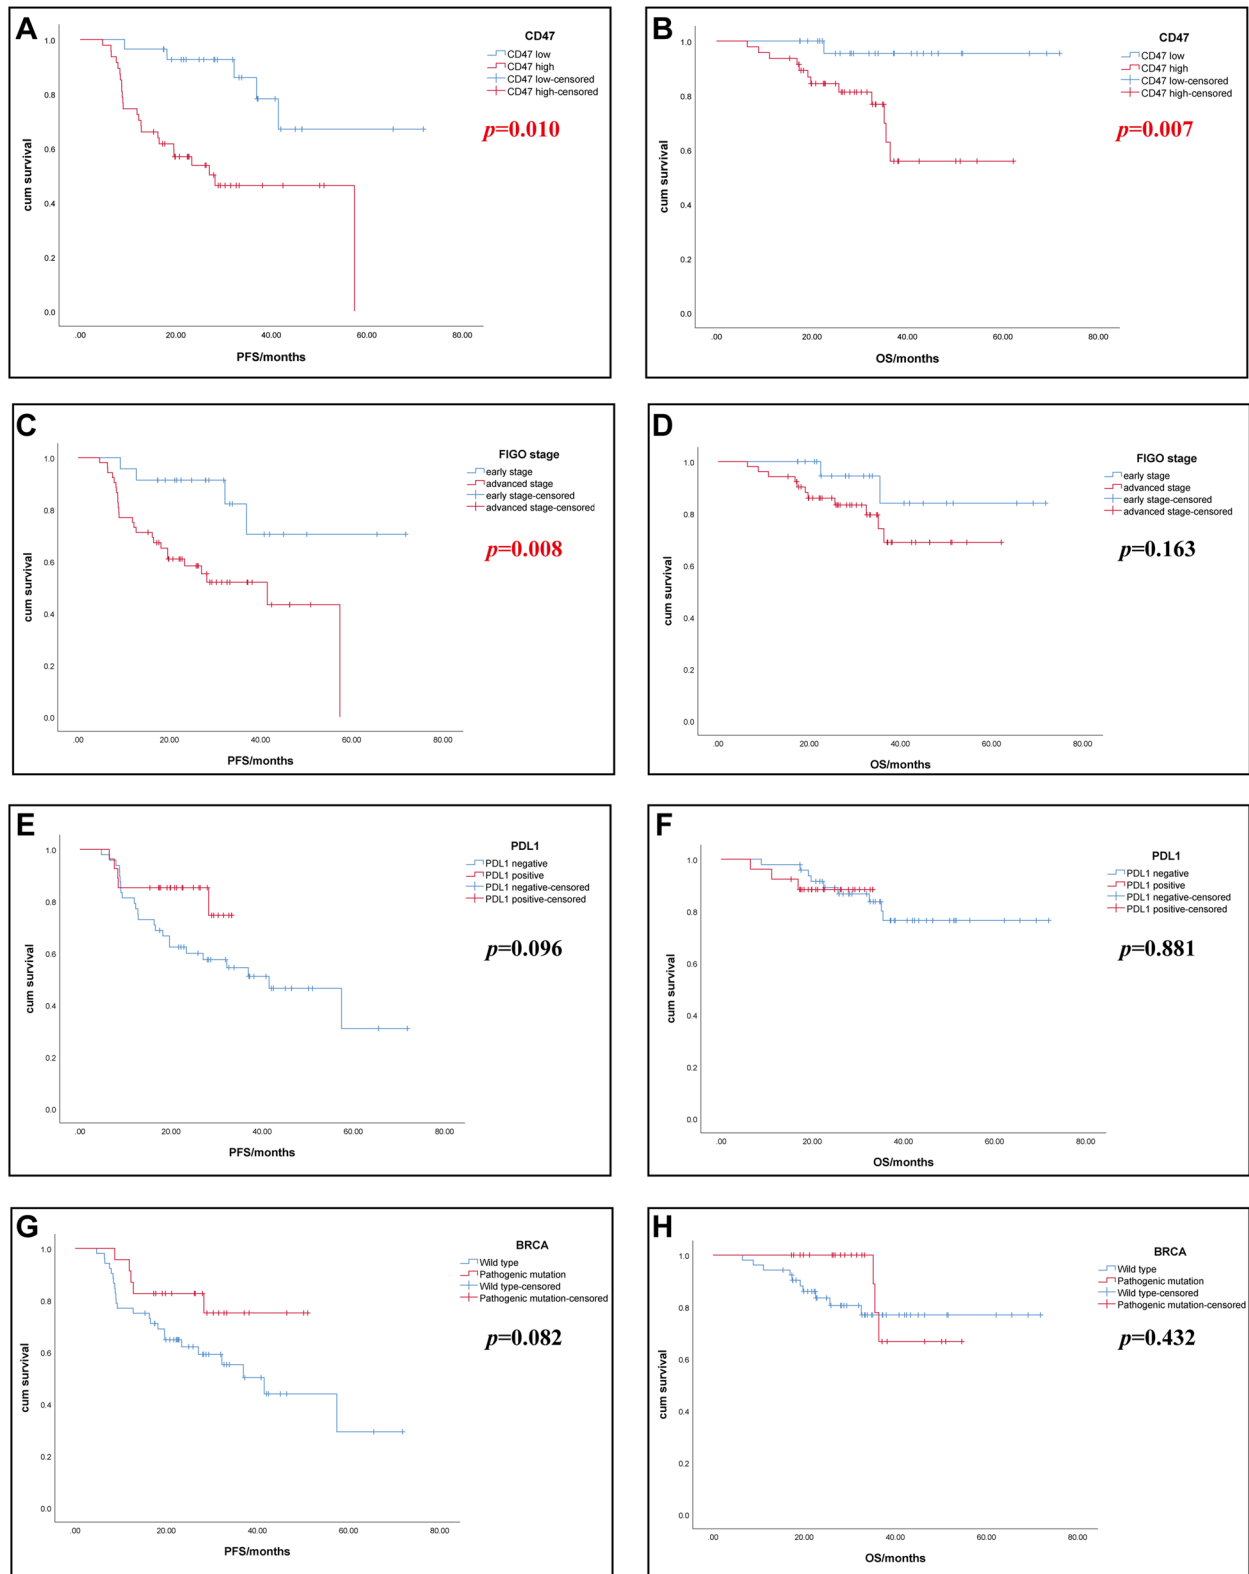 A
CD47
CD47 low
CD47 high
CD47 low-censored
CD47 high-censored
p=0.010
cum survival
1.0
0.8
0.6
0.4
0.2
0.0
.00 20.00 40.00 60.00 80.00
PFS/months
B
CD47
CD47 low
CD47 high
CD47 low-censored
CD47 high-censored
p=0.007
cum survival
1.0
0.8
0.6
0.4
0.2
0.0
.00 20.00 40.00 60.00 80.00
OS/months
C
FIGO stage
early stage
advanced stage
early stage-censored
advanced stage-censored
p=0.008
cum survival
1.0
0.8
0.6
0.4
0.2
0.0
.00 20.00 40.00 60.00 80.00
PFS/months
D
FIGO stage
early stage
advanced stage
early stage-censored
advanced stage-censored
p=0.163
cum survival
1.0
0.8
0.6
0.4
0.2
0.0
.00 20.00 40.00 60.00 80.00
OS/months
E
PDL1
PDL1 negative
PDL1 positive
PDL1 negative-censored
PDL1 positive-censored
p=0.096
cum survival
1.0
0.8
0.6
0.4
0.2
0.0
.00 20.00 40.00 60.00 80.00
PFS/months
F
PDL1
PDL1 negative
PDL1 positive
PDL1 negative-censored
PDL1 positive-censored
p=0.881
cum survival
1.0
0.8
0.6
0.4
0.2
0.0
.00 20.00 40.00 60.00 80.00
OS/months
G
BRCA
Wild type
Pathogenic mutation
Wild type-censored
Pathogenic mutation-censored
p=0.082
cum survival
1.0
0.8
0.6
0.4
0.2
0.0
.00 20.00 40.00 60.00 80.00
PFS/months
H
BRCA
Wild type
Pathogenic mutation
Wild type-censored
Pathogenic mutation-censored
p=0.432
cum survival
1.0
0.8
0.6
0.4
0.2
0.0
.00 20.00 40.00 60.00 80.00
OS/months